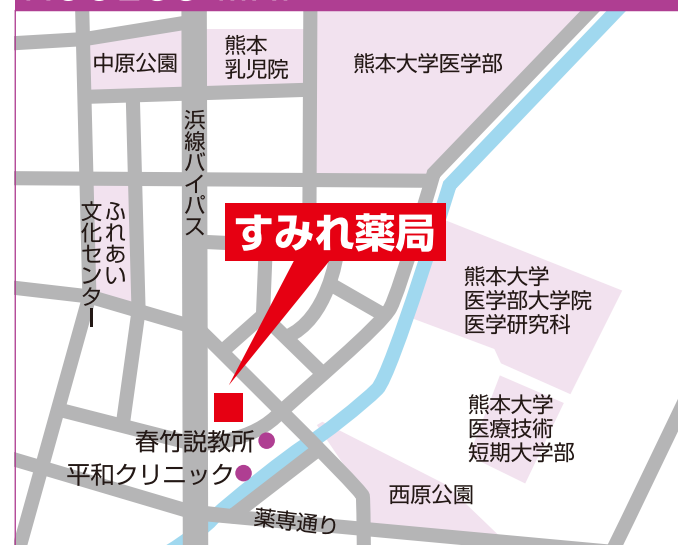 中原公園
熊本
乳児院
熊本大学医学部
浜線バイパス
ふれあい
文化センター
すみれ薬局
熊本大学
医学部大学院
医学研究科
熊本大学
医療技術
短期大学部
春竹説教所
平和クリニック
西原公園
薬専通り